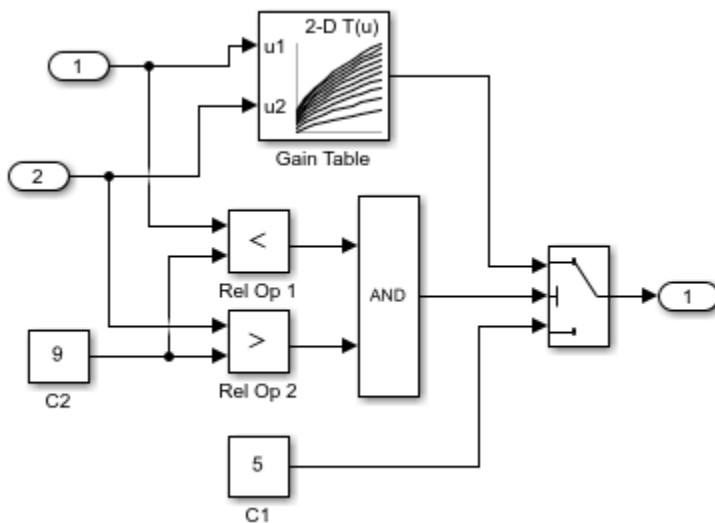 2-D T(u)
1
u1
u2
Gain Table
2
<
Rel Op 1
AND
1
9
C2
>
Rel Op 2
5
C1